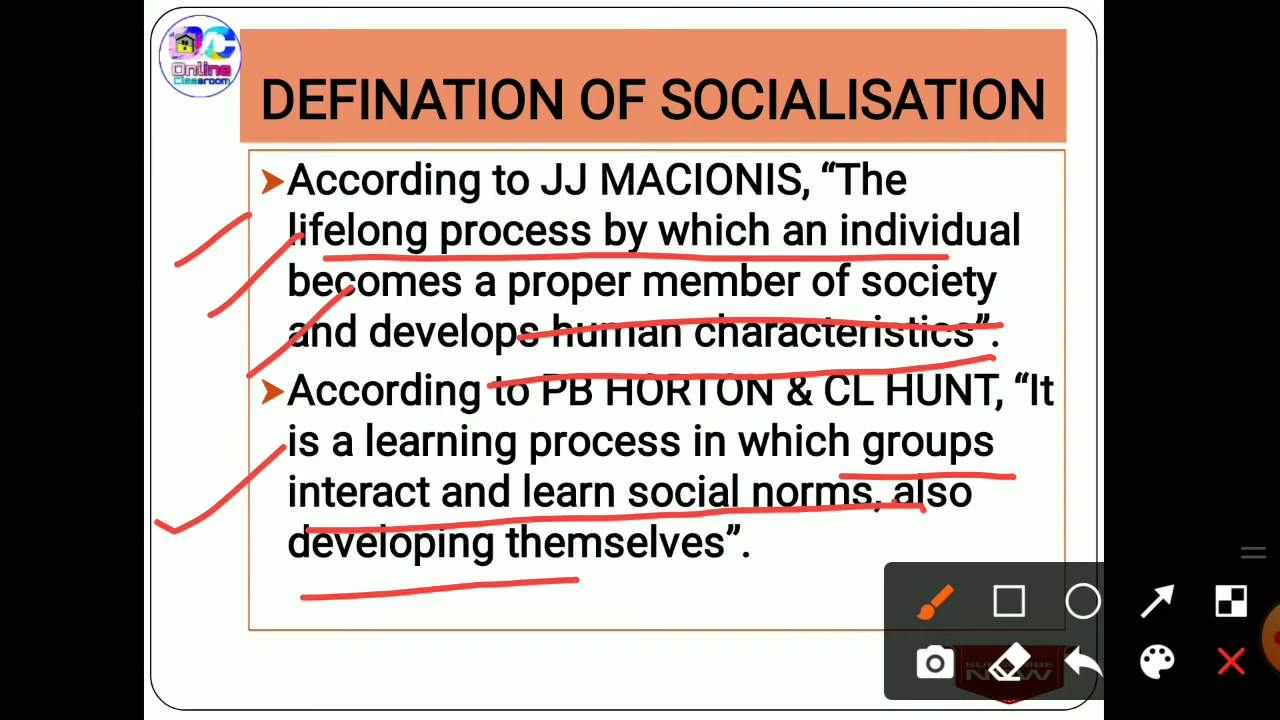 Online
Classroom
DEFINATION OF SOCIALISATION
According to JJ MACIONIS, “The
lifelong process by which an individual
becomes a proper member of society
and develops human characteristics”.
According to PB HORTON & CL HUNT, “It
is a learning process in which groups
interact and learn social norms, also
developing themselves”.
SUBSCRIBE
NOW